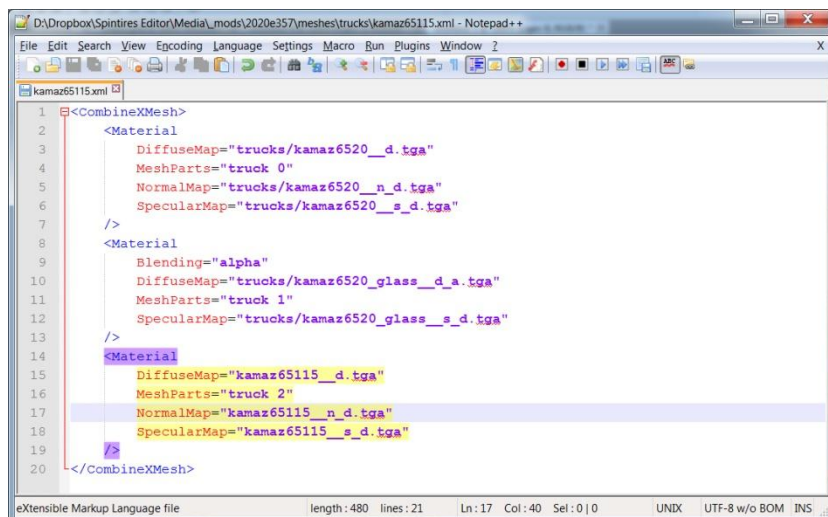 D:\Dropbox\Spintires Editor\Media\_mods\2020e357\meshes\trucks\kamaz65115.xml - Notepad++
File Edit Search View Encoding Language Settings Macro Run Plugins Window ? X
kamaz65115.xml
1 <CombineXMesh>
2 <Material
3 DiffuseMap="trucks/kamaz6520__d.tga"
4 MeshParts="truck 0"
5 NormalMap="trucks/kamaz6520__n_d.tga"
6 SpecularMap="trucks/kamaz6520__s_d.tga"
7 />
8 <Material
9 Blending="alpha"
10 DiffuseMap="trucks/kamaz6520_glass__d_a.tga"
11 MeshParts="truck 1"
12 SpecularMap="trucks/kamaz6520_glass__s_d.tga"
13 />
14 <Material
15 DiffuseMap="kamaz65115__d.tga"
16 MeshParts="truck 2"
17 NormalMap="kamaz65115__n_d.tga"
18 SpecularMap="kamaz65115__s_d.tga"
19 />
20 </CombineXMesh>
eXtensible Markup Language file length : 480 lines : 21 Ln : 17 Col : 40 Sel : 0 | 0 UNIX UTF-8 w/o BOM INS